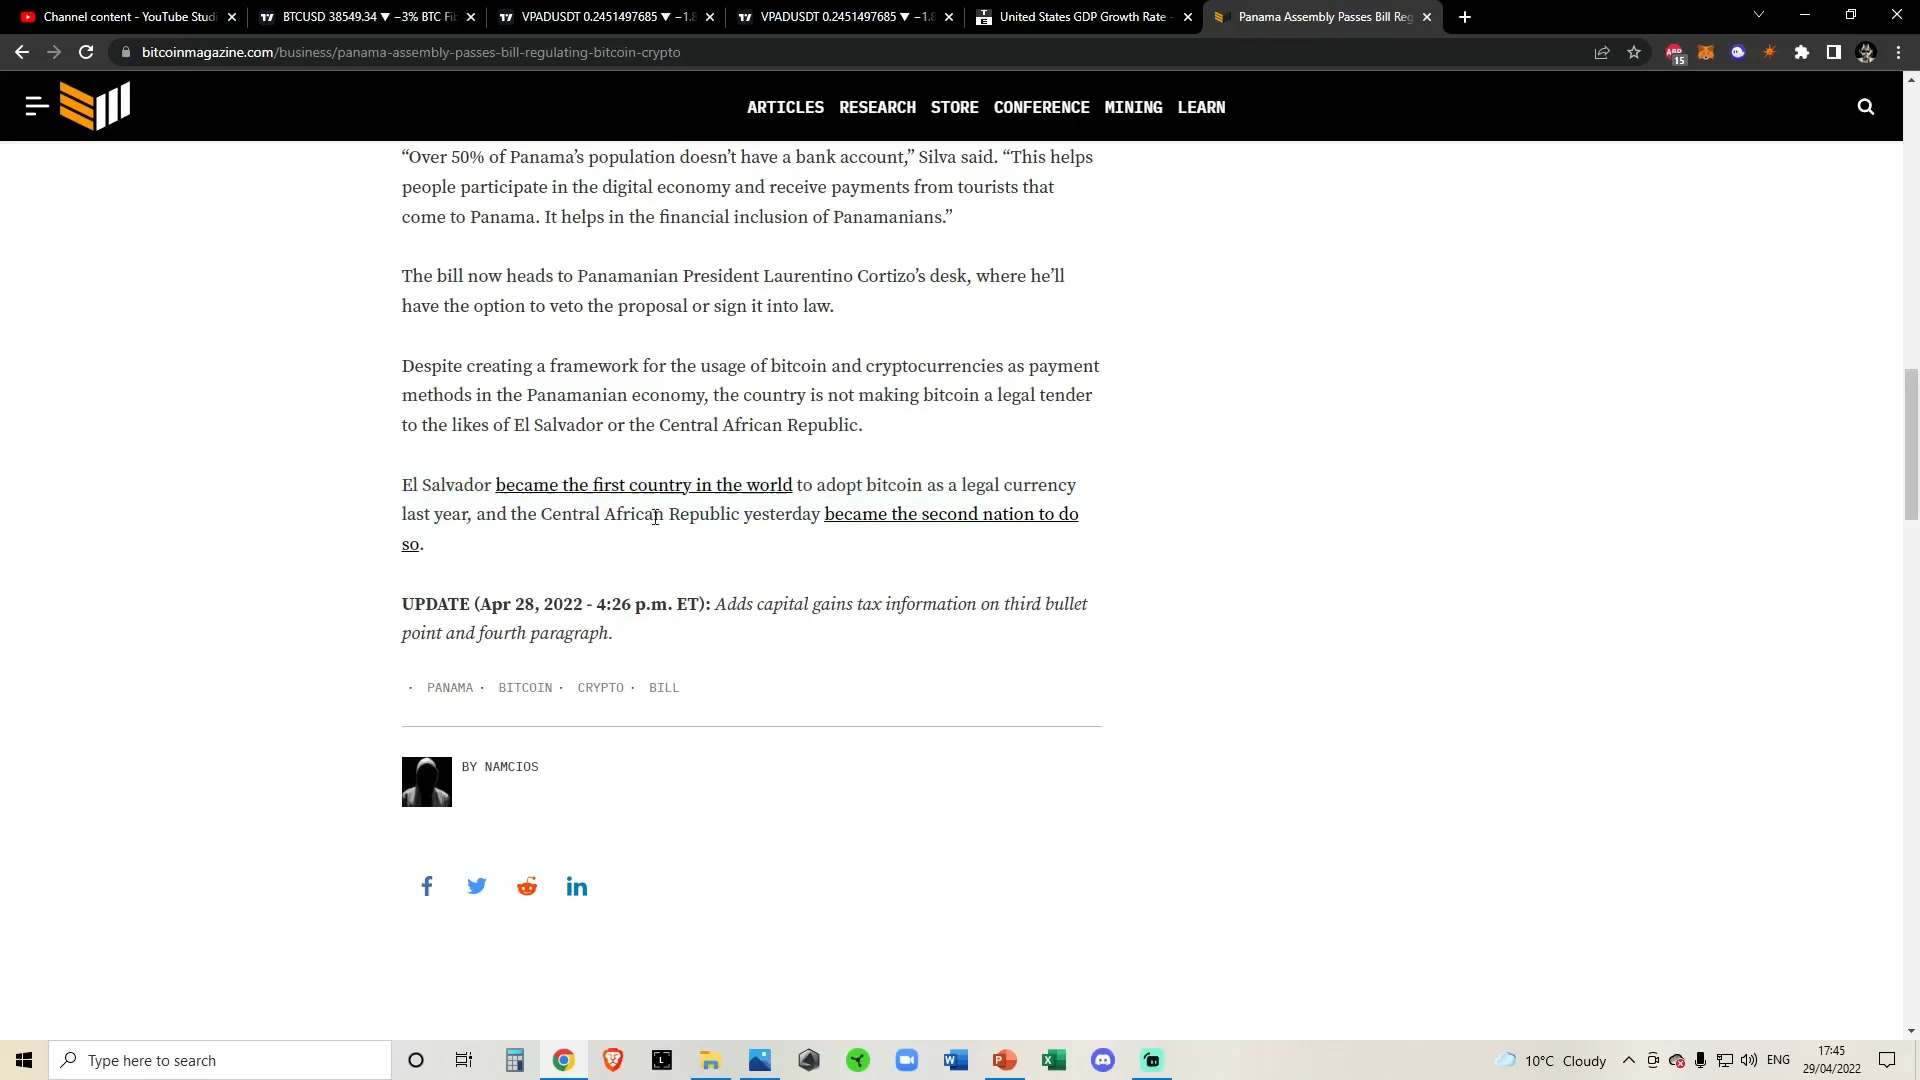 Channel content - YouTube Studi
BTCUSD 38549.34 ▼ −3% BTC Fib
VPADUSDT 0.2451497685 ▼ −1.8
VPADUSDT 0.2451497685 ▼ −1.8
United States GDP Growth Rate -
Panama Assembly Passes Bill Reg
bitcoinmagazine.com/business/panama-assembly-passes-bill-regulating-bitcoin-crypto
15
ARTICLES RESEARCH STORE CONFERENCE MINING LEARN
“Over 50% of Panama’s population doesn’t have a bank account,” Silva said. “This helps
people participate in the digital economy and receive payments from tourists that
come to Panama. It helps in the financial inclusion of Panamanians.”
The bill now heads to Panamanian President Laurentino Cortizo’s desk, where he’ll
have the option to veto the proposal or sign it into law.
Despite creating a framework for the usage of bitcoin and cryptocurrencies as payment
methods in the Panamanian economy, the country is not making bitcoin a legal tender
to the likes of El Salvador or the Central African Republic.
El Salvador became the first country in the world to adopt bitcoin as a legal currency
last year, and the Central African Republic yesterday became the second nation to do
so.
UPDATE (Apr 28, 2022 - 4:26 p.m. ET): Adds capital gains tax information on third bullet
point and fourth paragraph.
· PANAMA · BITCOIN · CRYPTO · BILL
BY NAMCIOS
Type here to search
10°C Cloudy
ENG
17:45
29/04/2022